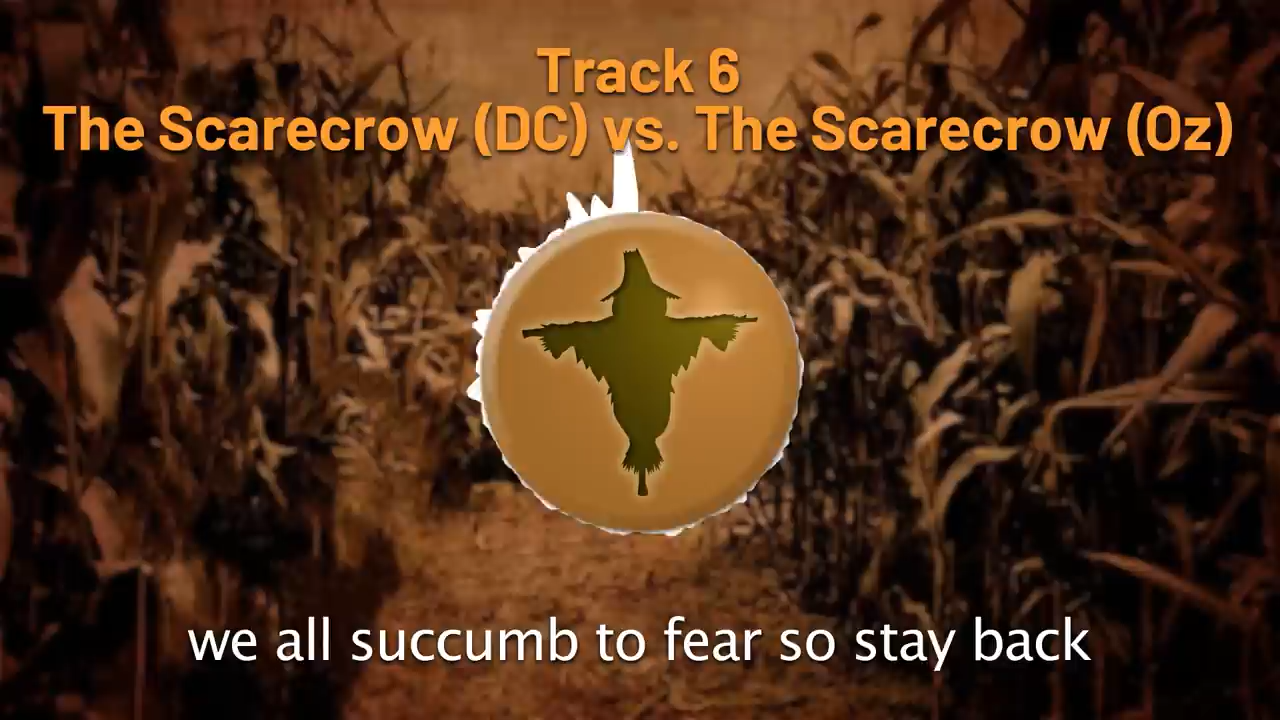 Track 6
The Scarecrow (DC) vs. The Scarecrow (Oz)
we all succumb to fear so stay back